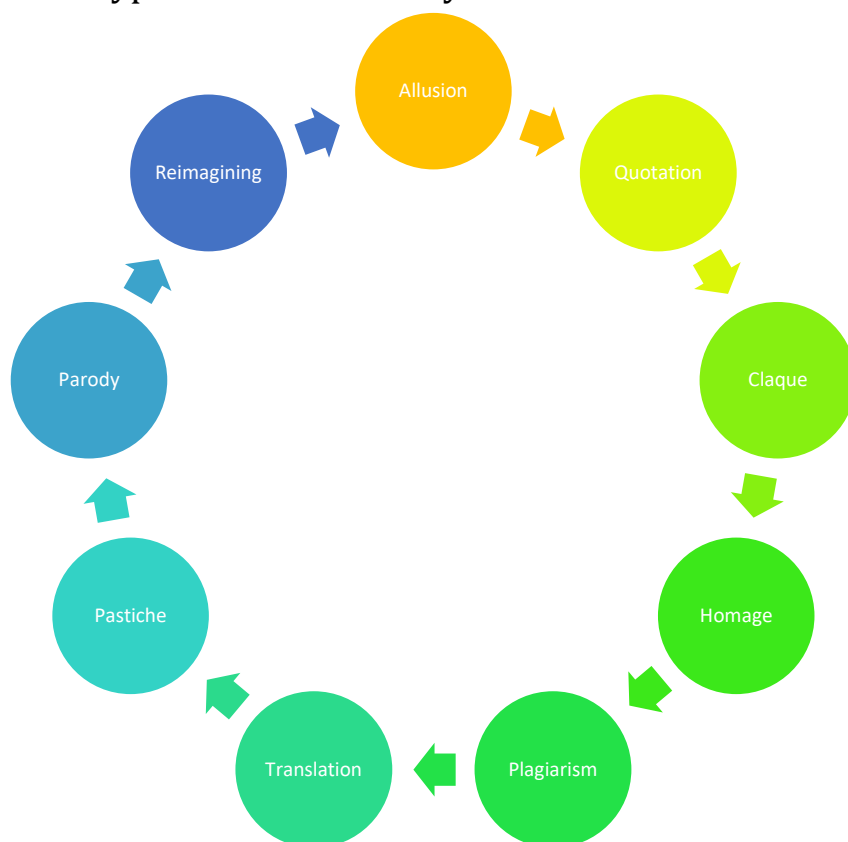 Allusion
Quotation
Claque
Homage
Plagiarism
Translation
Pastiche
Parody
Reimagining